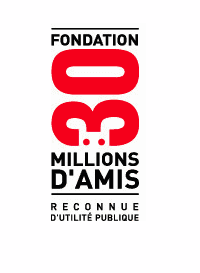 FONDATION
30
MILLIONS
D'AMIS
RECONNUE
D'UTILITÉ PUBLIQUE